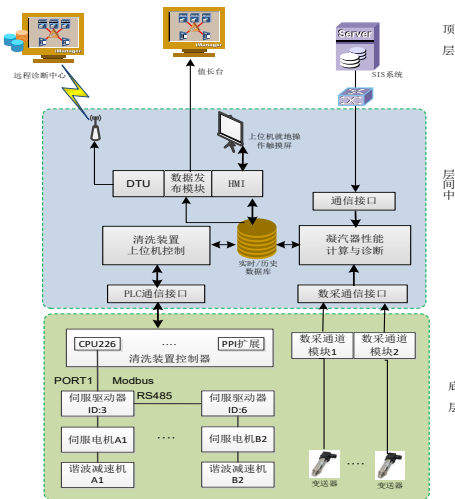 iManager
iManager
Server
顶
层
远程诊断中心
值长台
SIS系统
上位机就地操
作触摸屏
DTU
数据发
布模块
HMI
通信接口
层
间
中
清洗装置
上位机控制
实时/历史
数据库
凝汽器性能
计算与诊断
PLC通信接口
数采通信接口
CPU226
....
PPI扩展
清洗装置控制器
数采通道
模块1
数采通道
模块2
PORT1
Modbus
RS485
伺服驱动器
ID:3
伺服驱动器
ID:6
底
层
伺服电机A1
....
伺服电机B2
谐波减速机
A1
谐波减速机
B2
变送器
....
变送器